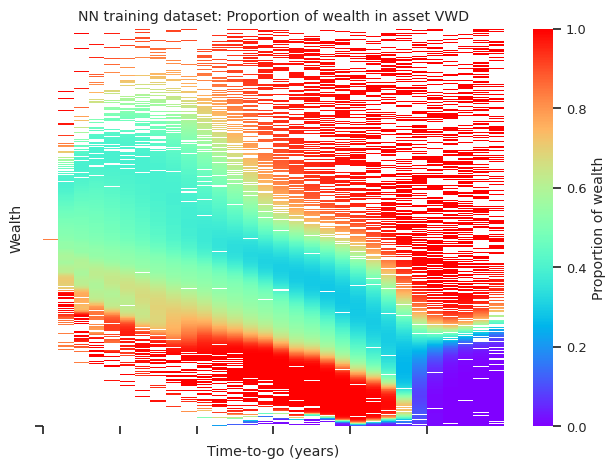 NN training dataset: Proportion of wealth in asset VWD
Wealth
Time-to-go (years)
1.0
0.8
0.6
0.4
0.2
0.0
Proportion of wealth